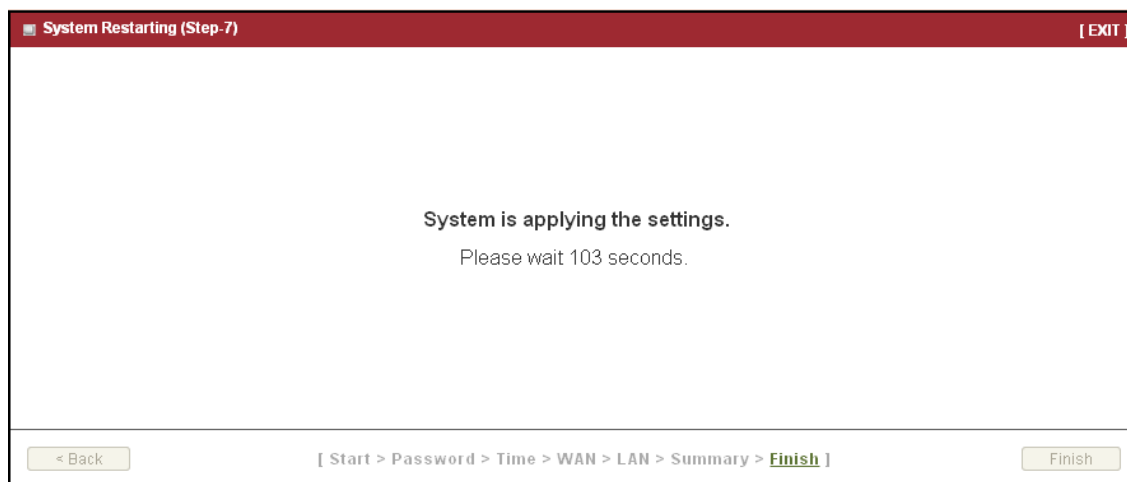 System Restarting (Step-7) [ EXIT ]
System is applying the settings.
Please wait 103 seconds.
< Back [ Start > Password > Time > WAN > LAN > Summary > Finish ] Finish